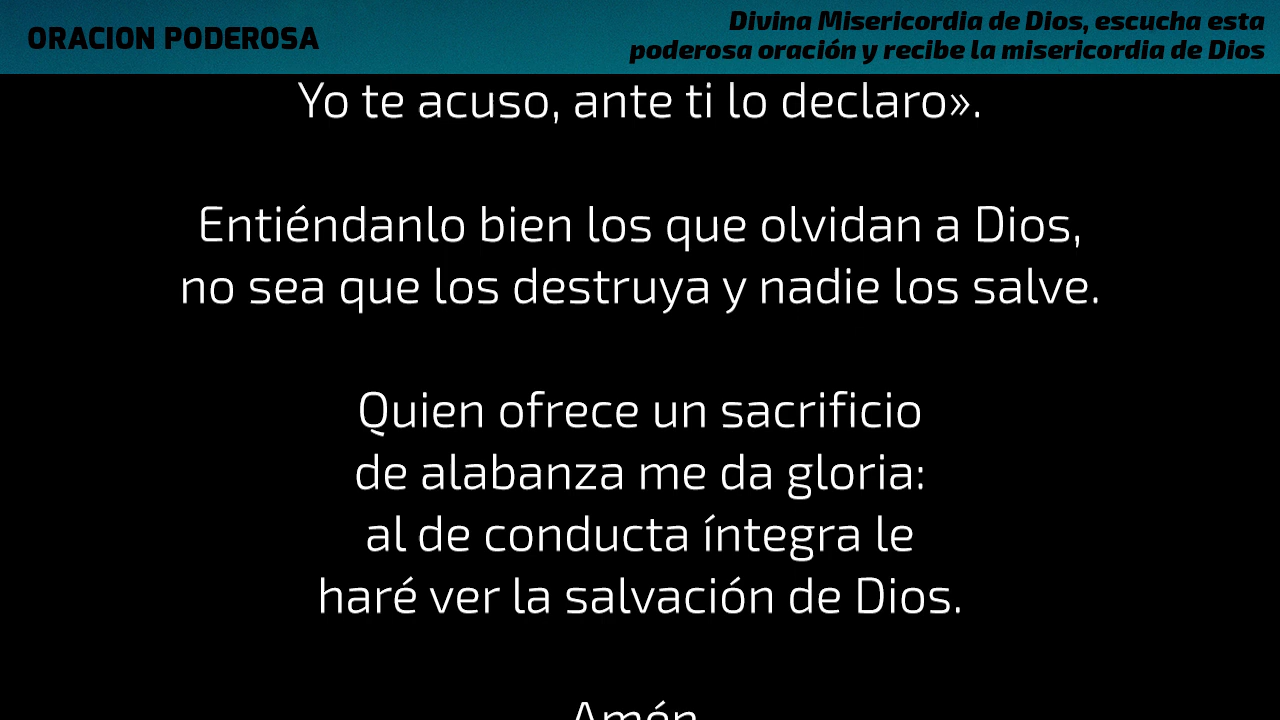 ORACION PODEROSA
Divina Misericordia de Dios, escucha esta
poderosa oración y recibe la misericordia de Dios
Yo te acuso, ante ti lo declaro».
Entiéndanlo bien los que olvidan a Dios,
no sea que los destruya y nadie los salve.
Quien ofrece un sacrificio
de alabanza me da gloria:
al de conducta íntegra le
haré ver la salvación de Dios.
Amén